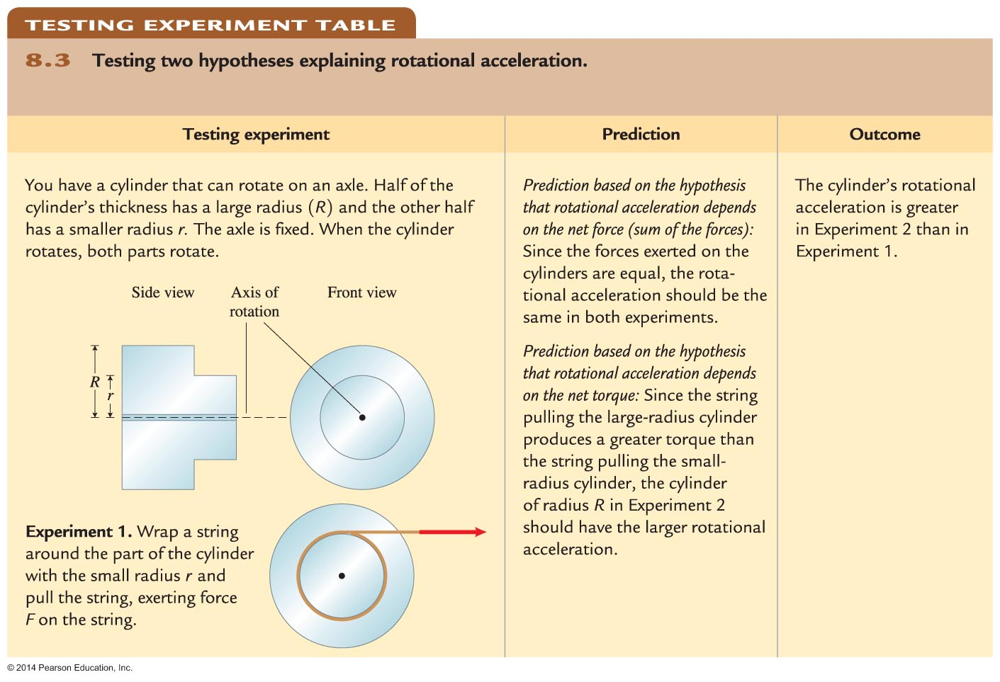 TESTING EXPERIMENT TABLE
8.3 Testing two hypotheses explaining rotational acceleration.
Testing experiment
Prediction
Outcome
You have a cylinder that can rotate on an axle. Half of the
cylinder's thickness has a large radius (R) and the other half
has a smaller radius r. The axle is fixed. When the cylinder
rotates, both parts rotate.
Side view
Axis of
rotation
Front view
R
r
Experiment 1. Wrap a string
around the part of the cylinder
with the small radius r and
pull the string, exerting force
F on the string.
Prediction based on the hypothesis
that rotational acceleration depends
on the net force (sum of the forces):
Since the forces exerted on the
cylinders are equal, the rota-
tional acceleration should be the
same in both experiments.
Prediction based on the hypothesis
that rotational acceleration depends
on the net torque: Since the string
pulling the large-radius cylinder
produces a greater torque than
the string pulling the small-
radius cylinder, the cylinder
of radius R in Experiment 2
should have the larger rotational
acceleration.
The cylinder's rotational
acceleration is greater
in Experiment 2 than in
Experiment 1.
© 2014 Pearson Education, Inc.